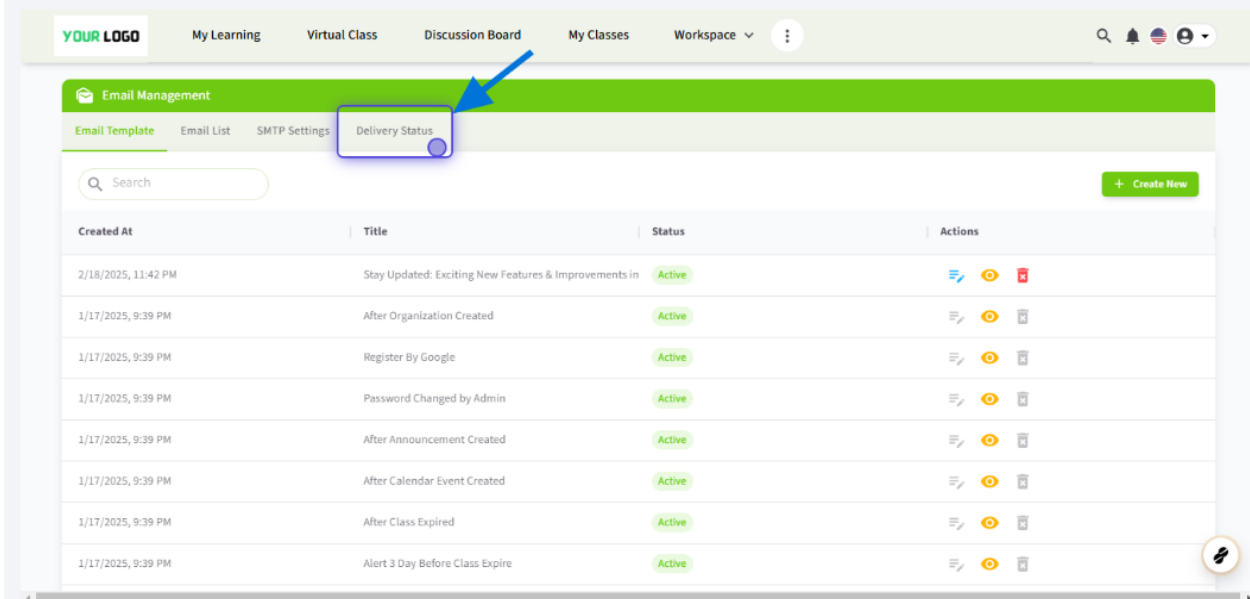 YOUR LOGO My Learning Virtual Class Discussion Board My Classes Workspace
Email Management
Email Template Email List SMTP Settings Delivery Status
Search
+ Create New
Created At Title Status Actions
2/18/2025, 11:42 PM Stay Updated: Exciting New Features & Improvements in Active
1/17/2025, 9:39 PM After Organization Created Active
1/17/2025, 9:39 PM Register By Google Active
1/17/2025, 9:39 PM Password Changed by Admin Active
1/17/2025, 9:39 PM After Announcement Created Active
1/17/2025, 9:39 PM After Calendar Event Created Active
1/17/2025, 9:39 PM After Class Expired Active
1/17/2025, 9:39 PM Alert 3 Day Before Class Expire Active